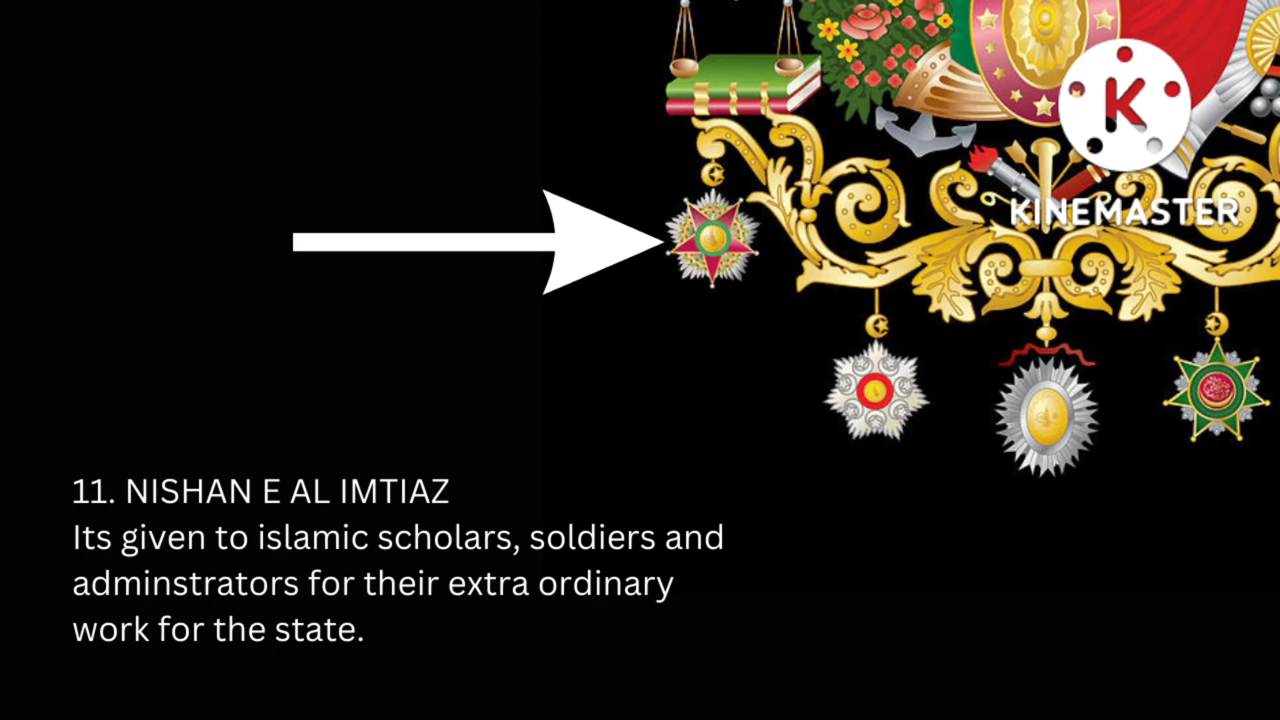 K
KINEMASTER
11. NISHAN E AL IMTIAZ
Its given to islamic scholars, soldiers and
adminstrators for their extra ordinary
work for the state.